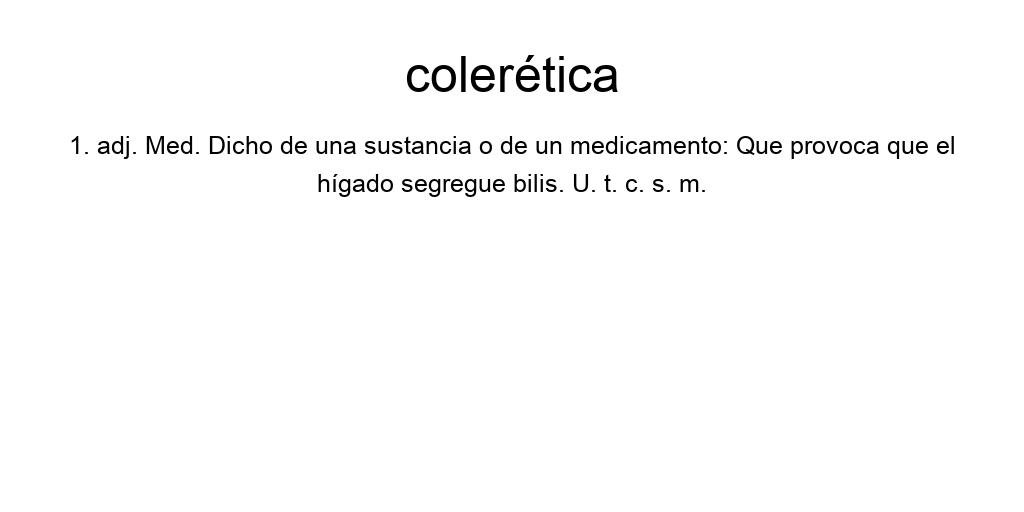 colerética
1. adj. Med. Dicho de una sustancia o de un medicamento: Que provoca que el
hígado segregue bilis. U. t. c. s. m.